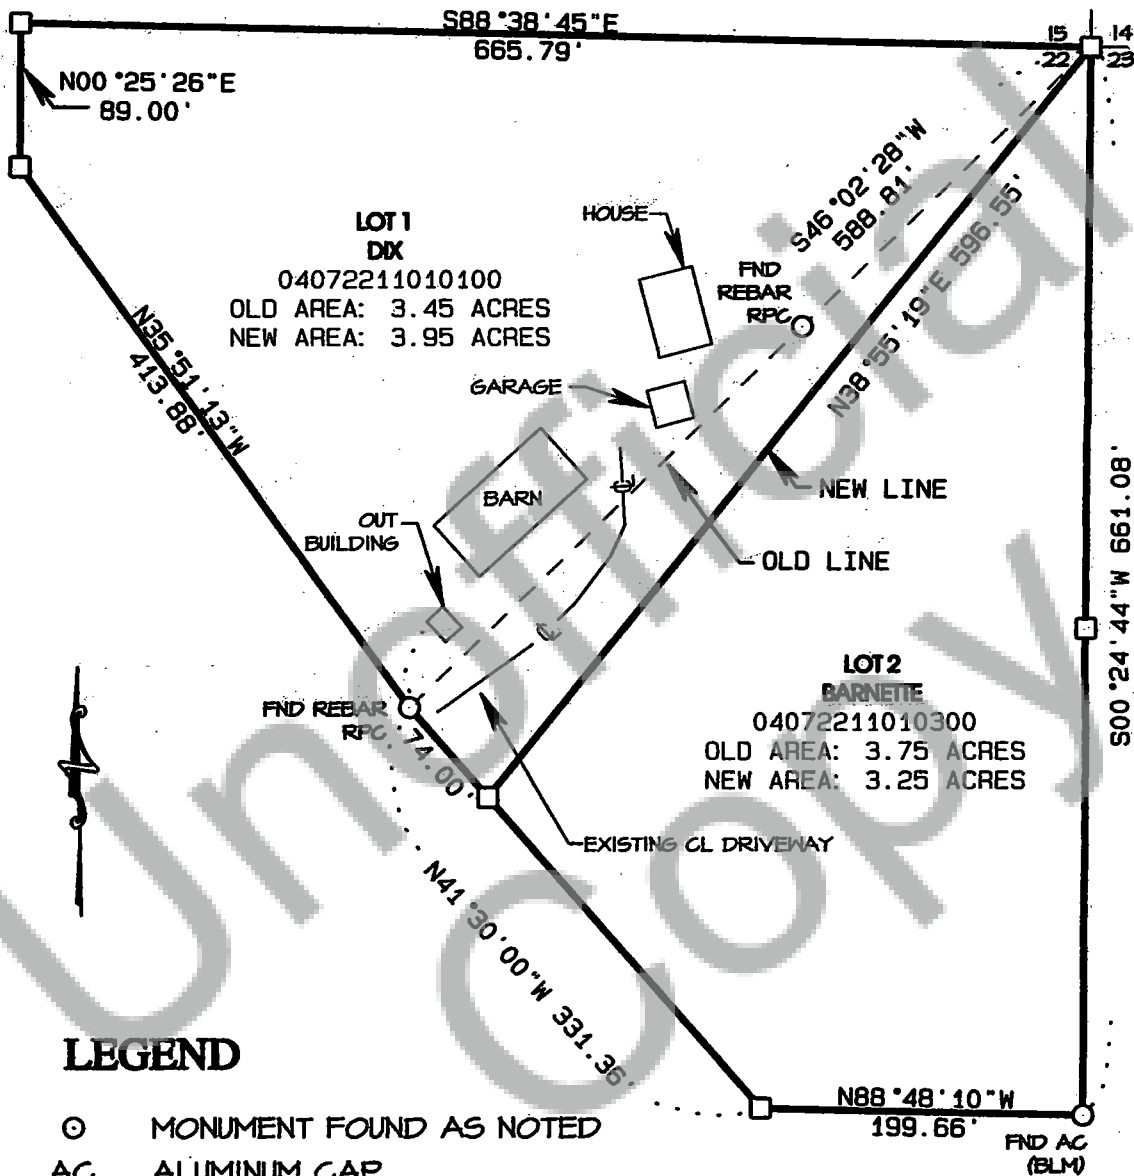 S88°38'45"E
665.79'
15 14
22 23
N00°25'26"E
89.00'
S46°02'28"W
588.81'
LOT 1
DIX
04072211010100
OLD AREA: 3.45 ACRES
NEW AREA: 3.95 ACRES
HOUSE
FND
REBAR
RPC
N38°55'19"E 596.55'
N35°51'13"W
413.88'
GARAGE
BARN
NEW LINE
OUT
BUILDING
OLD LINE
S00°24'44"W 661.08'
LOT 2
BARNETTE
04072211010300
OLD AREA: 3.75 ACRES
NEW AREA: 3.25 ACRES
FND REBAR
RPC
74.00'
EXISTING CL DRIVEWAY
N41°30'00"W 331.36'
LEGEND
MONUMENT FOUND AS NOTED
AC ALUMINUM CAP
N88°48'10"W
199.66'
FND AC
(BLM)
Unofficial
Copy